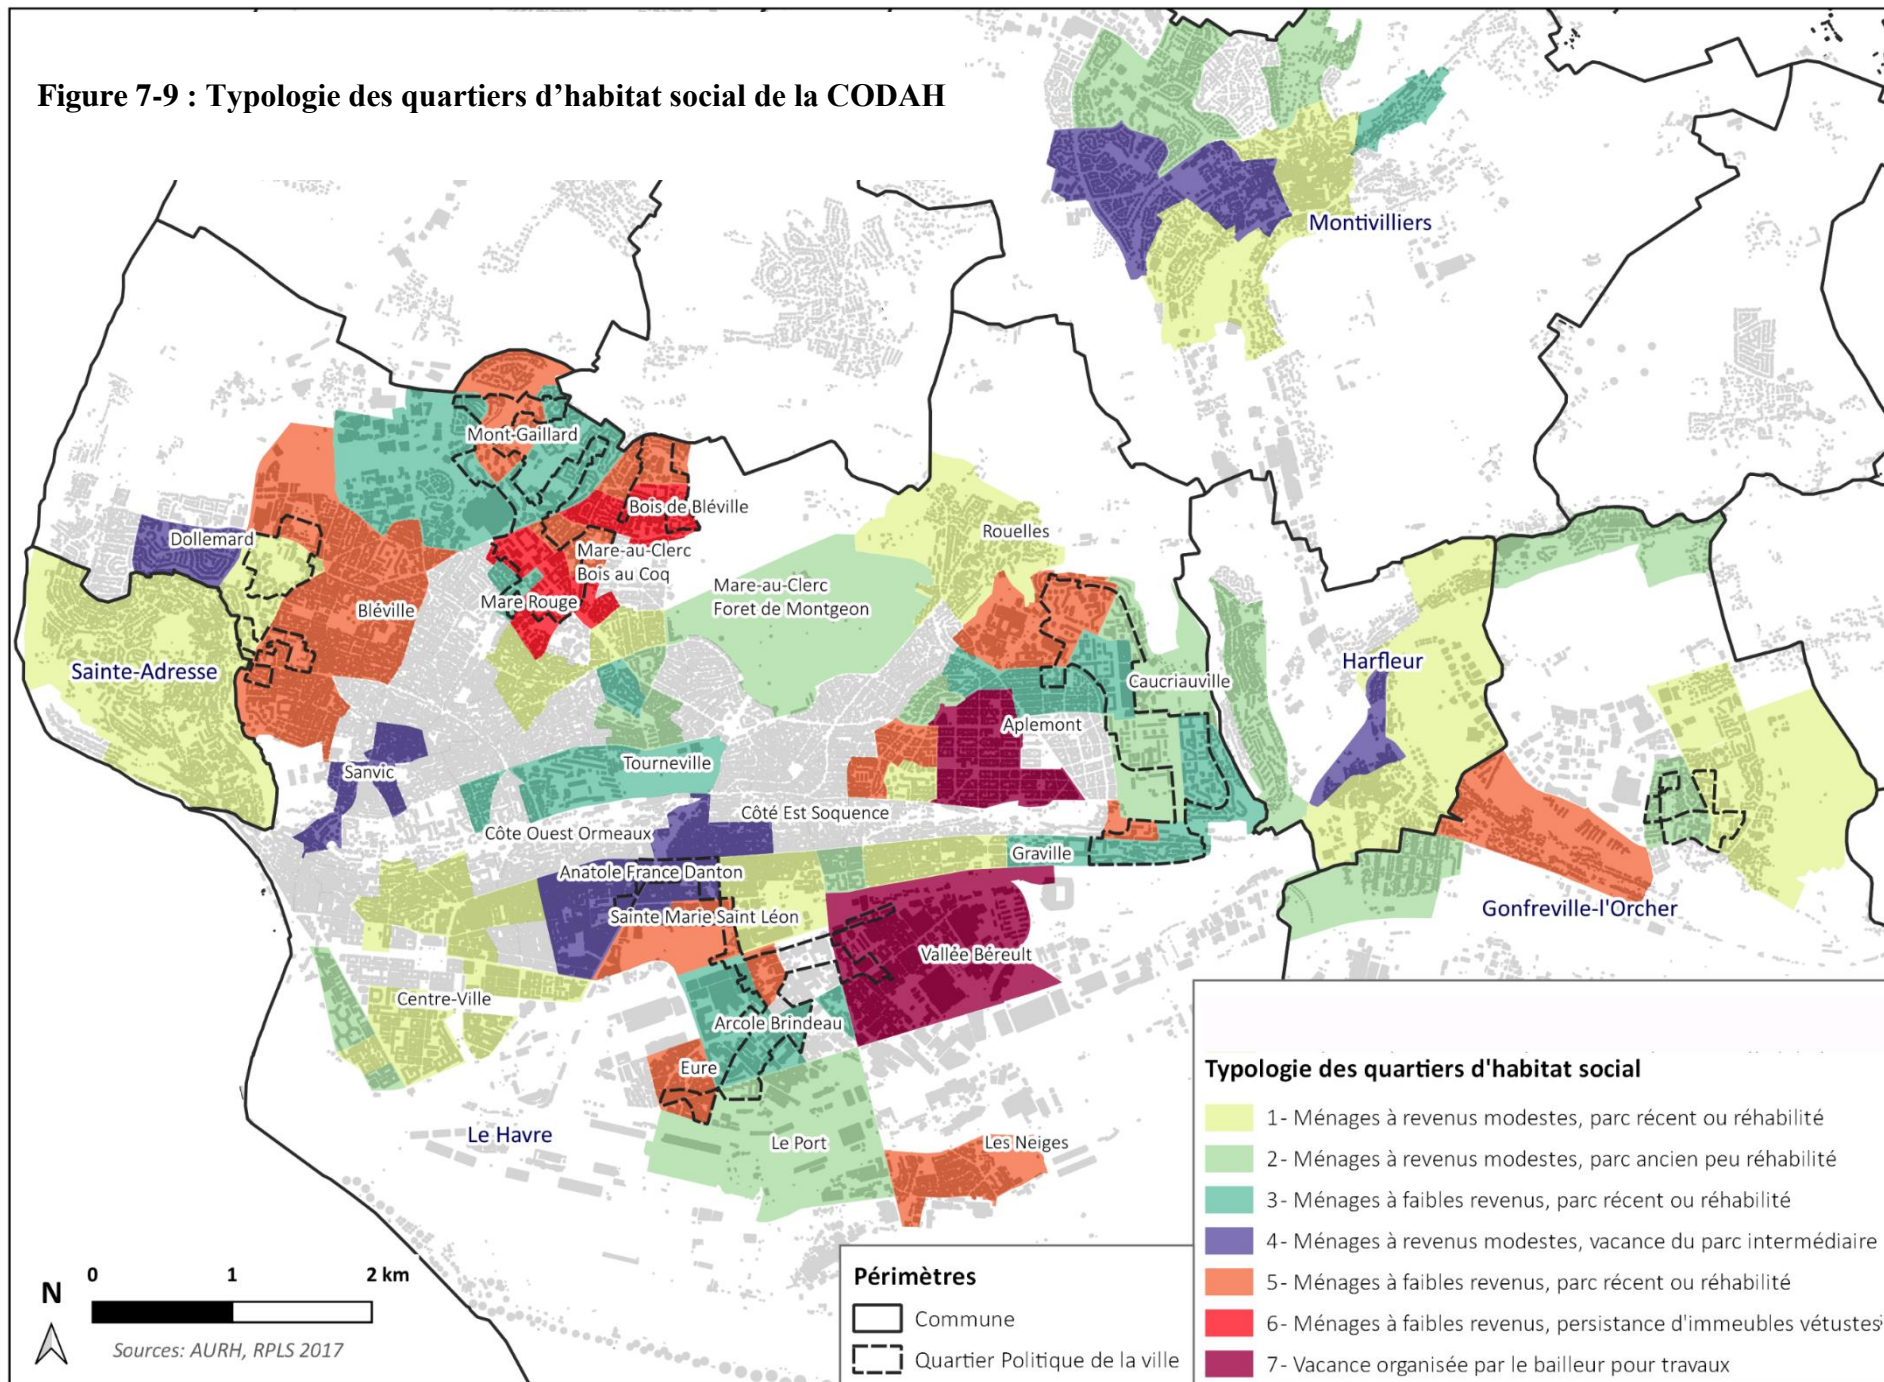 Figure 7-9 : Typologie des quartiers d’habitat social de la CODAH
Montivilliers
Mont-Gaillard
Bois de Bléville
Dollemard
Rouelles
Mare-au-Clerc
Bois au Coq
Mare-au-Clerc
Foret de Montgeon
Mare Rouge
Bléville
Sainte-Adresse
Harfleur
Caucriauville
Aplemont
Sanvic
Tourneville
Côté Est Soquence
Côte Ouest Ormeaux
Graville
Anatole France Danton
Sainte Marie Saint Léon
Gonfreville-l'Orcher
Vallée Béreult
Centre-Ville
Arcole Brindeau
Eure
Le Havre
Le Port
Les Neiges
Typologie des quartiers d'habitat social
1- Ménages à revenus modestes, parc récent ou réhabilité
2- Ménages à revenus modestes, parc ancien peu réhabilité
3- Ménages à faibles revenus, parc récent ou réhabilité
4- Ménages à revenus modestes, vacance du parc intermédiaire
5- Ménages à faibles revenus, parc récent ou réhabilité
6- Ménages à faibles revenus, persistance d'immeubles vétustes
7- Vacance organisée par le bailleur pour travaux
Périmètres
Commune
Quartier Politique de la ville
0 1 2 km
N
Sources: AURH, RPLS 2017